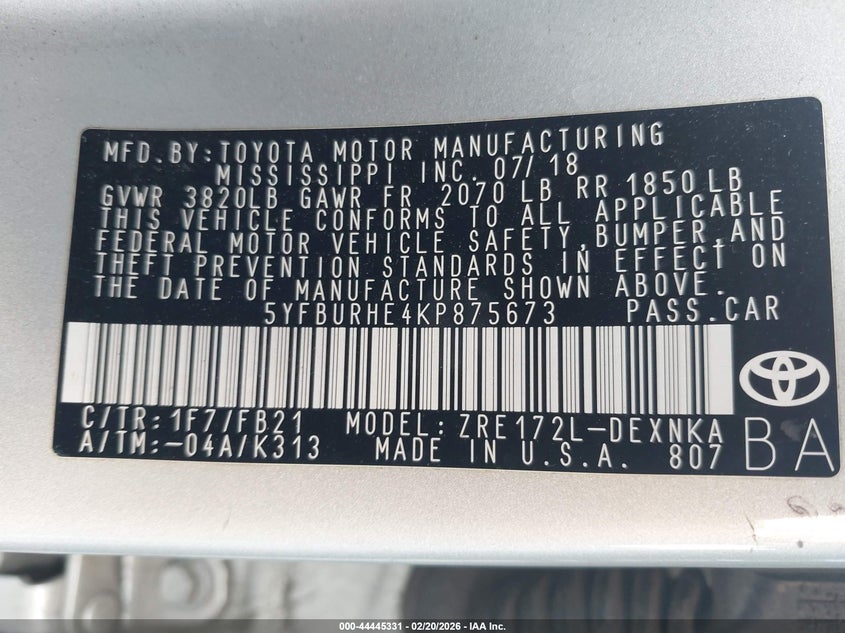 MFD.BY:TOYOTA MOTOR MANUFACTURING
MISSISSIPPI INC. 07/18
GVWR 3820LB GAWR FR 2070 LB RR 1850LB
THIS VEHICLE CONFORMS TO ALL APPLICABLE
FEDERAL MOTOR VEHICLE SAFETY,BUMPER,AND
THEFT PREVENTION STANDARDS IN EFFECT ON
THE DATE OF MANUFACTURE SHOWN ABOVE.
5YFBURHE4KP875673 PASS.CAR
C/TR:1F7/FB21 MODEL:ZRE172L-DEXNKA
A/TM:-04A/K313 MADE IN U.S.A. 807
BA
000-44445331 - 02/20/2026 - IAA Inc.